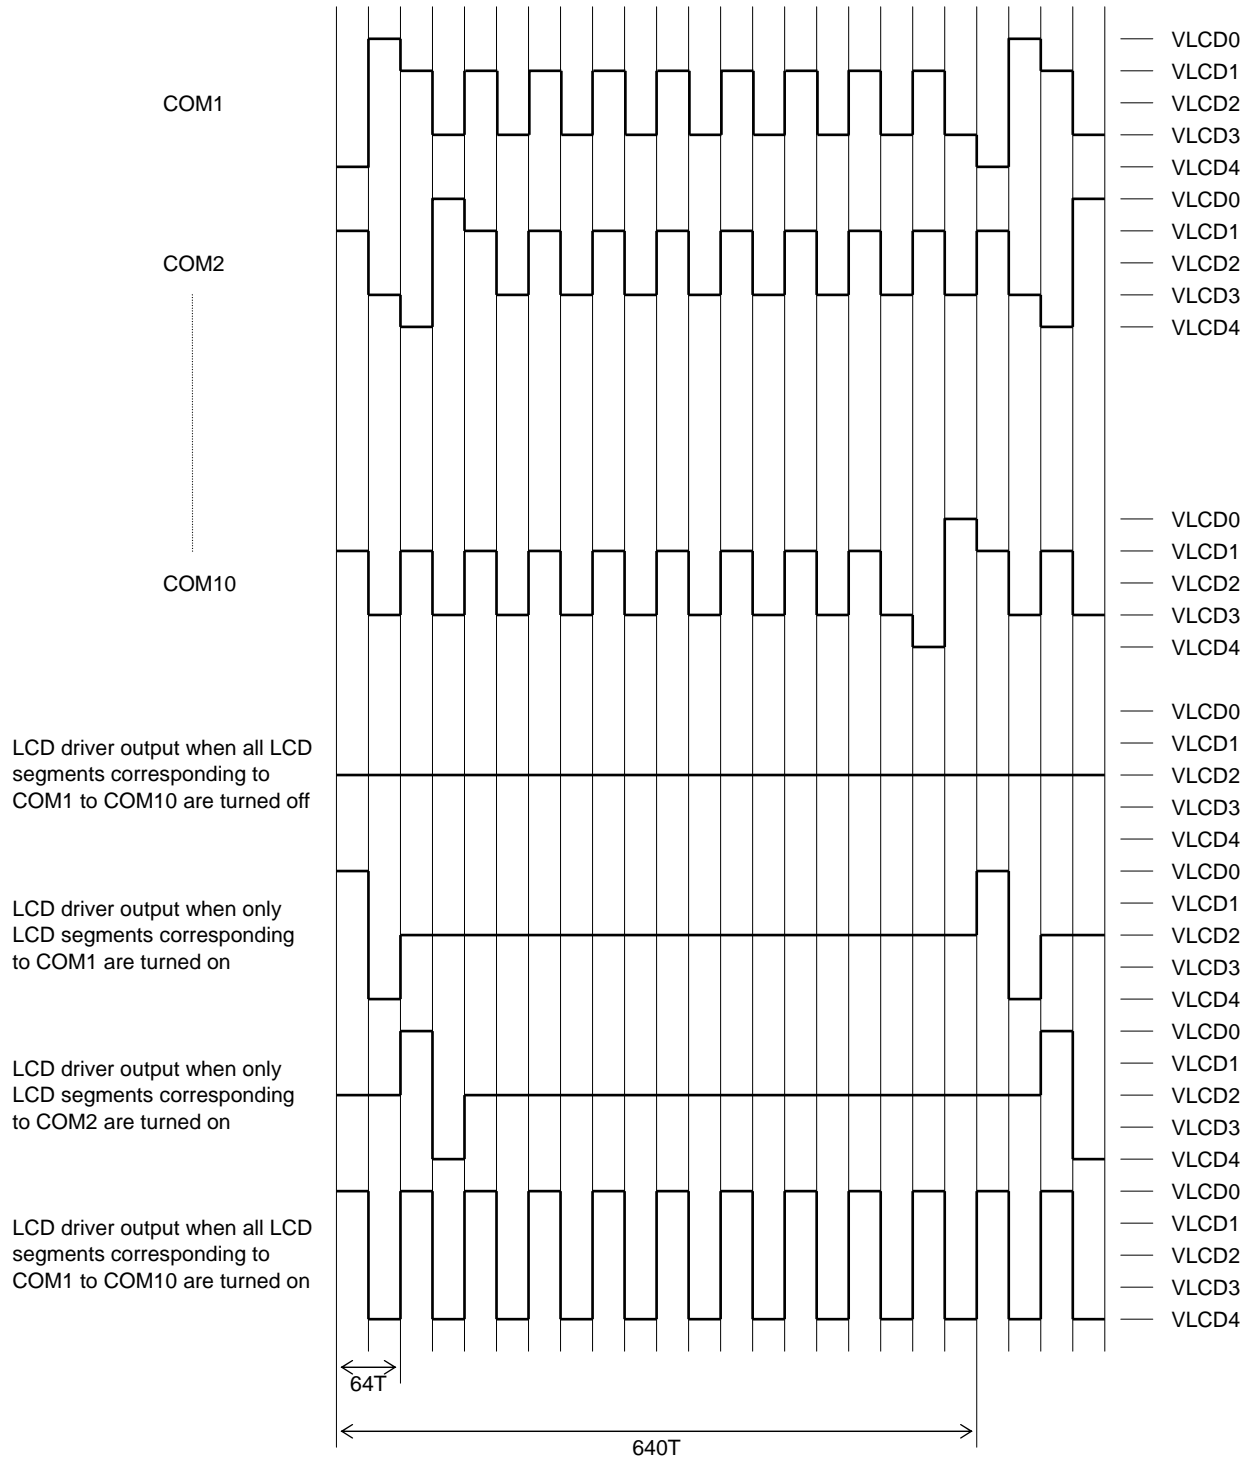 VLCD0
VLCD1
COM1
VLCD2
VLCD3
VLCD4
VLCD0
VLCD1
COM2
VLCD2
VLCD3
VLCD4
VLCD0
VLCD1
COM10
VLCD2
VLCD3
VLCD4
LCD driver output when all LCD
segments corresponding to
COM1 to COM10 are turned off
VLCD0
VLCD1
VLCD2
VLCD3
VLCD4
LCD driver output when only
LCD segments corresponding
to COM1 are turned on
VLCD0
VLCD1
VLCD2
VLCD3
VLCD4
LCD driver output when only
LCD segments corresponding
to COM2 are turned on
VLCD0
VLCD1
VLCD2
VLCD3
VLCD4
LCD driver output when all LCD
segments corresponding to
COM1 to COM10 are turned on
VLCD0
VLCD1
VLCD2
VLCD3
VLCD4
64T
640T